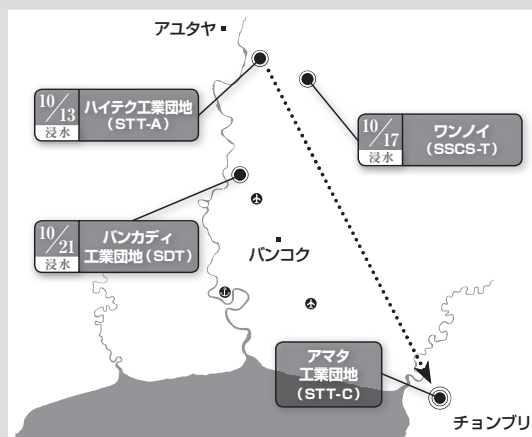 アユタヤ
10/13
浸水
ハイテク工業団地
(STT-A)
10/17
浸水
ワンノイ
(SSCS-T)
10/21
浸水
バンカディ
工業団地(SDT)
バンコク
アマタ
工業団地
(STT-C)
チョンブリ